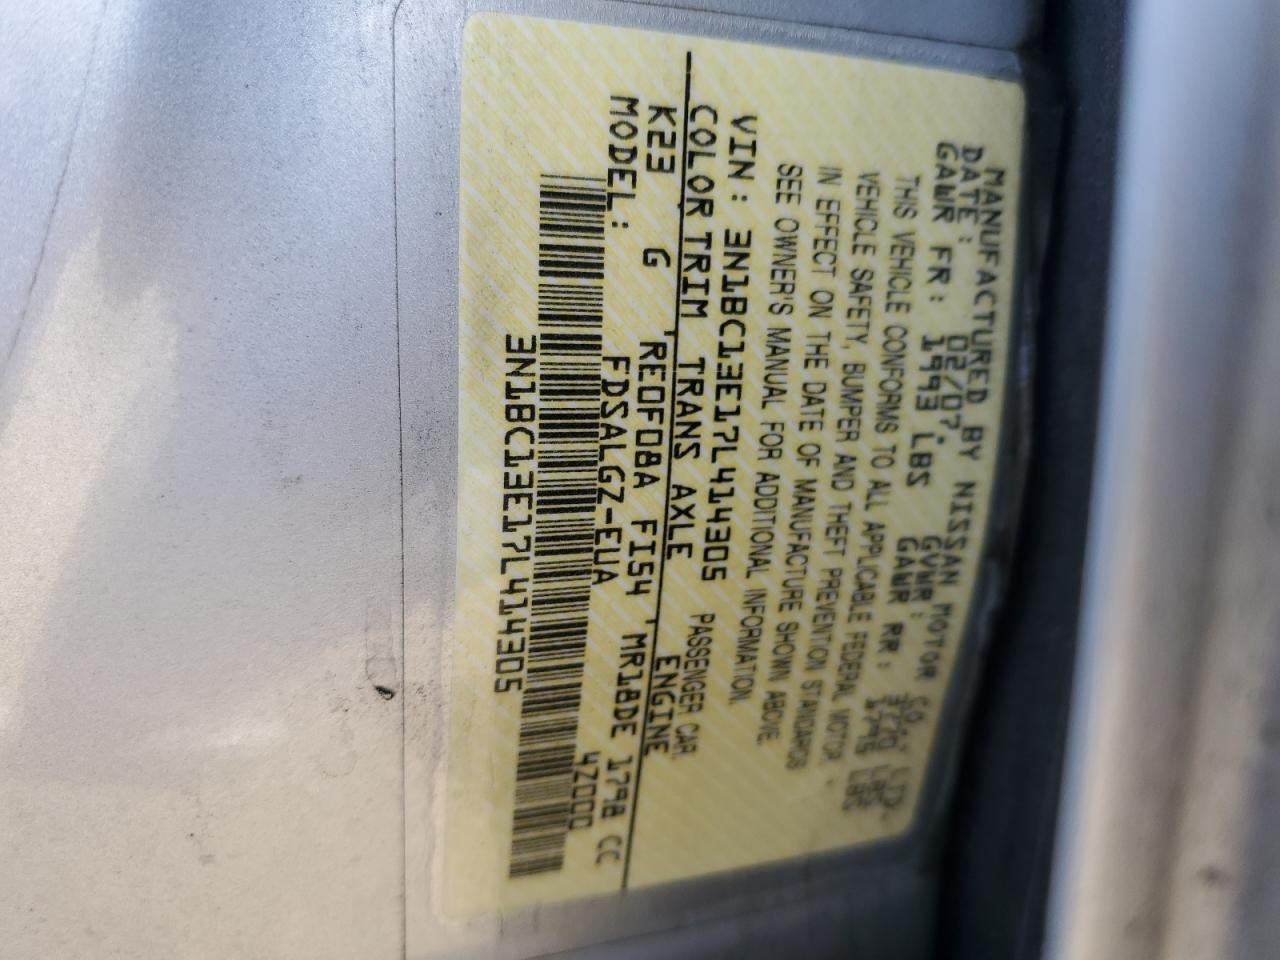 MANUFACTURED BY NISSAN MOTOR CO., LTD.
DATE: 02/07. GVWR: LBS
GAWR FR: 1993 LBS GAWR RR: 1795 LBS
THIS VEHICLE CONFORMS TO ALL APPLICABLE FEDERAL MOTOR
VEHICLE SAFETY, BUMPER AND THEFT PREVENTION STANDARDS
IN EFFECT ON THE DATE OF MANUFACTURE SHOWN ABOVE.
SEE OWNER'S MANUAL FOR ADDITIONAL INFORMATION.
VIN: 3N1BC13E17L414305 PASSENGER CAR.
COLOR TRIM TRANS AXLE ENGINE
K23 G 'RE0F08A FI54 'MR18DE 1798 CC
MODEL: FDSALGZ-EUA 4Z000
3N1BC13E17L414305